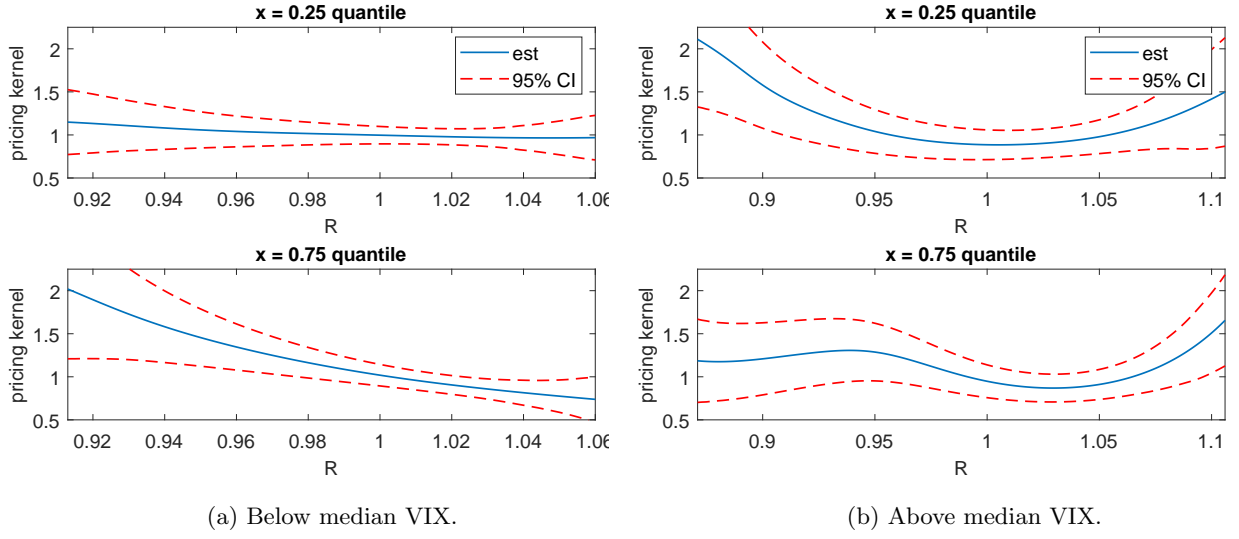 x = 0.25 quantile
2
1.5
1
0.5
pricing kernel
0.92 0.94 0.96 0.98 1 1.02 1.04 1.06
R
est
95% CI
x = 0.25 quantile
2
1.5
1
0.5
pricing kernel
0.9 0.95 1 1.05 1.1
R
est
95% CI
x = 0.75 quantile
2
1.5
1
0.5
pricing kernel
0.92 0.94 0.96 0.98 1 1.02 1.04 1.06
R
x = 0.75 quantile
2
1.5
1
0.5
pricing kernel
0.9 0.95 1 1.05 1.1
R
(a) Below median VIX.
(b) Above median VIX.